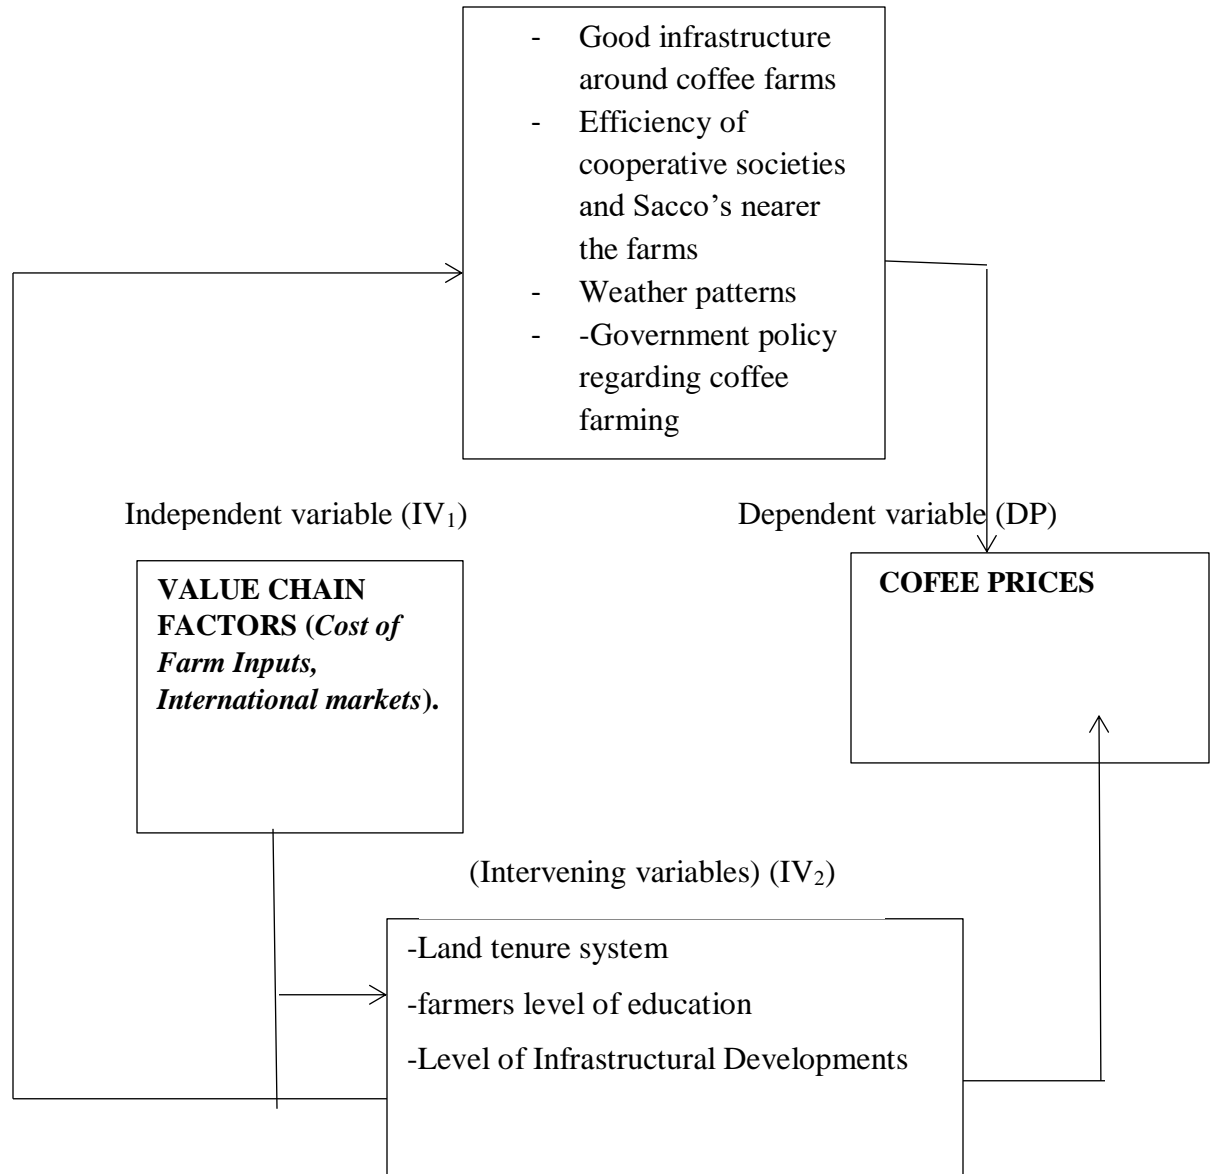 - Good infrastructure
around coffee farms
- Efficiency of
cooperative societies
and Sacco’s nearer
the farms
- Weather patterns
- -Government policy
regarding coffee
farming
Independent variable (IV₁)
Dependent variable (DP)
VALUE CHAIN
FACTORS (Cost of
Farm Inputs,
International markets).
COFEE PRICES
(Intervening variables) (IV₂)
-Land tenure system
-farmers level of education
-Level of Infrastructural Developments